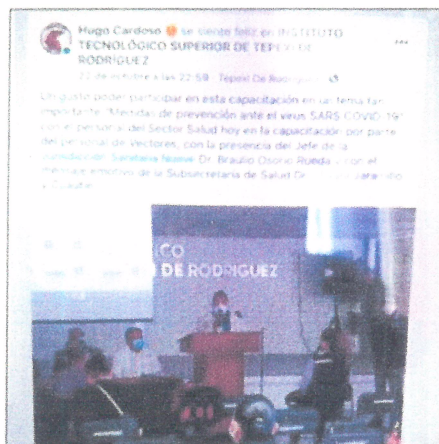 Hugo Cardoso se siente feliz en INSTITUTO
TECNOLÓGICO SUPERIOR DE TEPEXI DE
RODRÍGUEZ
22 de octubre a las 22:59 · Tepexi De
Un gusto poder participar en esta capacitación en un tema tan
importante "Medidas de prevención ante el virus SARS COVID-19"
con el personal del Sector Salud hoy en la capacitación por parte
del personal de Vectores, con la presencia del Jefe de la
Jurisdicción Sanitaria Dr. Braulio Osorio Rueda y con el
mensaje emotivo de la Subsecretaria de Salud
y
ICO
DE RODRIGUEZ